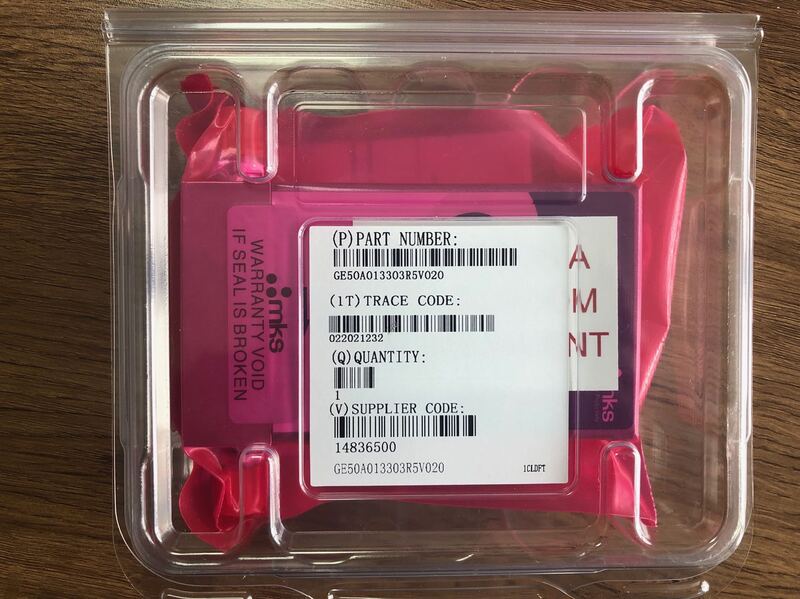 (P)PART NUMBER:
GE50A013303R5V020
(1T)TRACE CODE:
022021232
(Q)QUANTITY:
1
(V)SUPPLIER CODE:
14836500
GE50A013303R5V020
1CLDFT
mks
WARRANTY VOID
IF SEAL IS BROKEN
A
OM
NT
mks